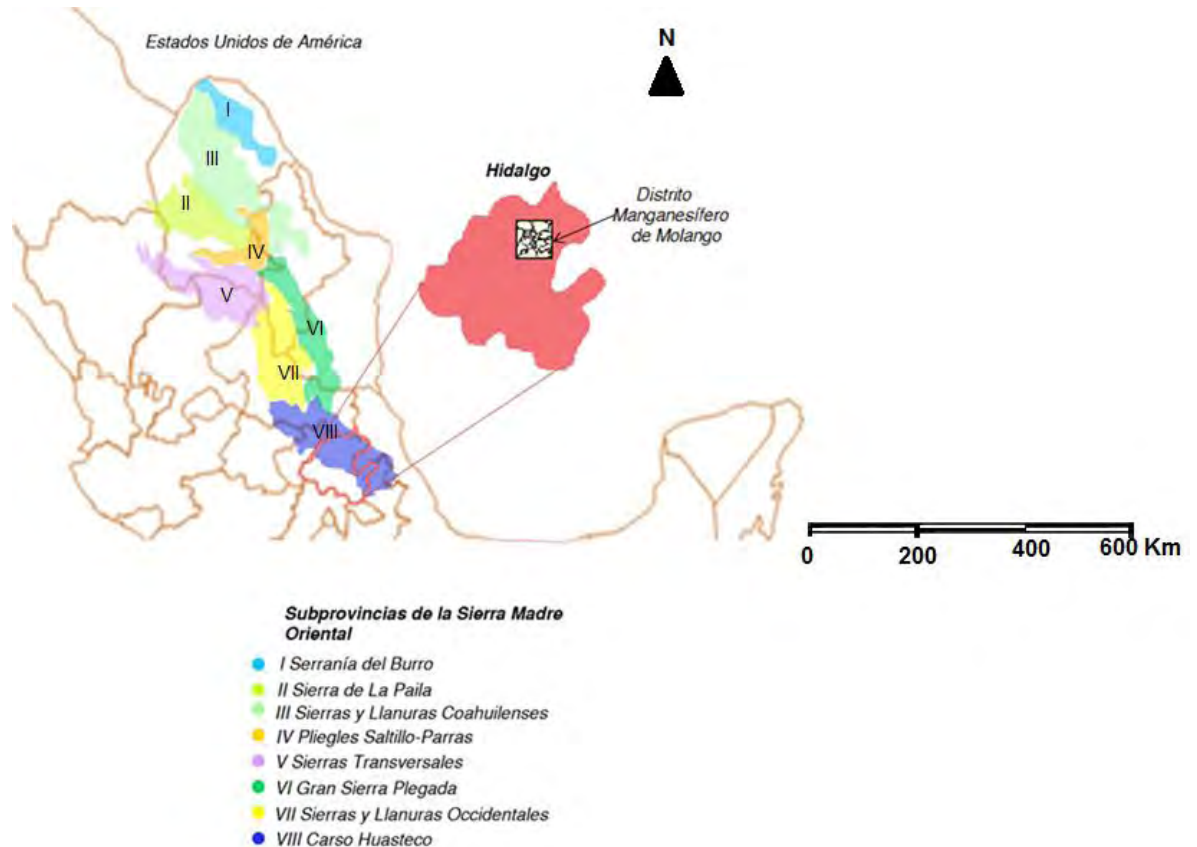 Estados Unidos de América
N
I
III
II
IV
V
VI
VII
VIII
Hidalgo
Distrito
Manganesífero
de Molango
0 200 400 600 Km
Subprovincias de la Sierra Madre
Oriental
I Serranía del Burro
II Sierra de La Paila
III Sierras y Llanuras Coahuilenses
IV Pliegles Saltillo-Parras
V Sierras Transversales
VI Gran Sierra Plegada
VII Sierras y Llanuras Occidentales
VIII Carso Huasteco